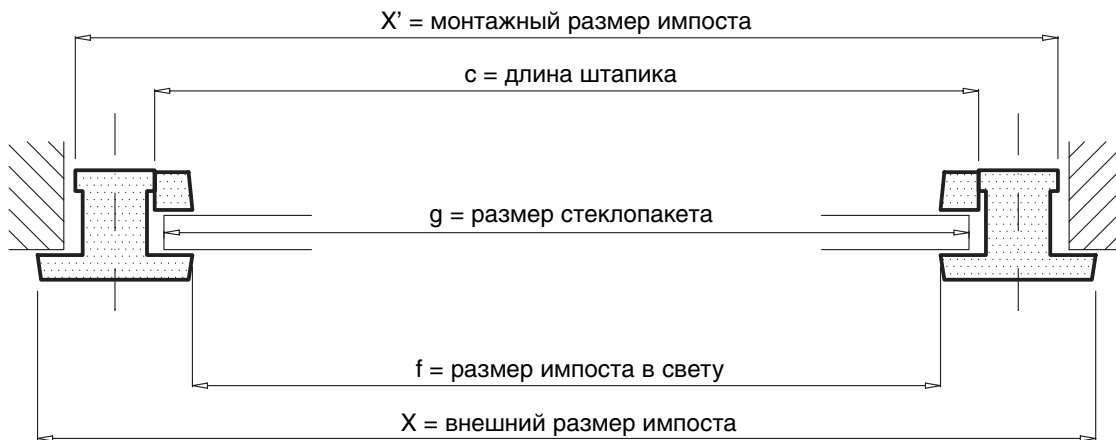 X’ = монтажный размер импоста
c = длина штапика
g = размер стеклопакета
f = размер импоста в свету
X = внешний размер импоста